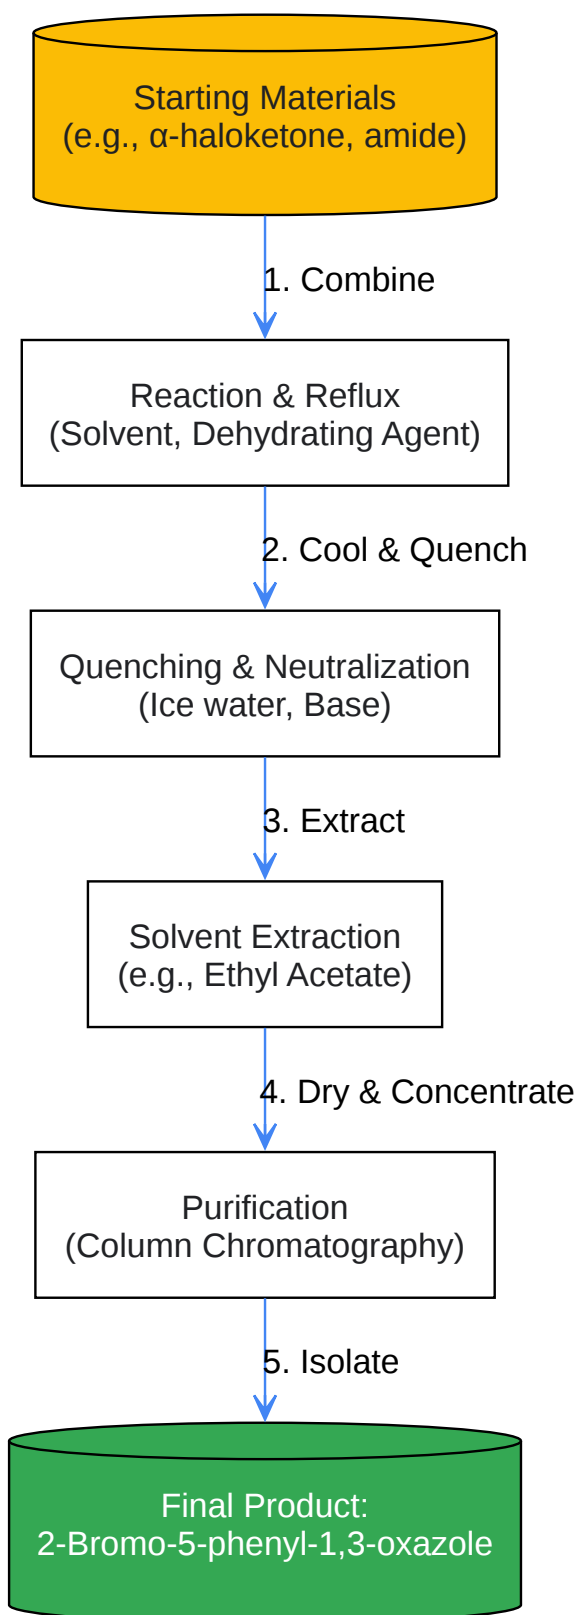 Starting Materials
(e.g., α-haloketone, amide)
1. Combine
Reaction & Reflux
(Solvent, Dehydrating Agent)
2. Cool & Quench
Quenching & Neutralization
(Ice water, Base)
3. Extract
Solvent Extraction
(e.g., Ethyl Acetate)
4. Dry & Concentrate
Purification
(Column Chromatography)
5. Isolate
Final Product:
2-Bromo-5-phenyl-1,3-oxazole